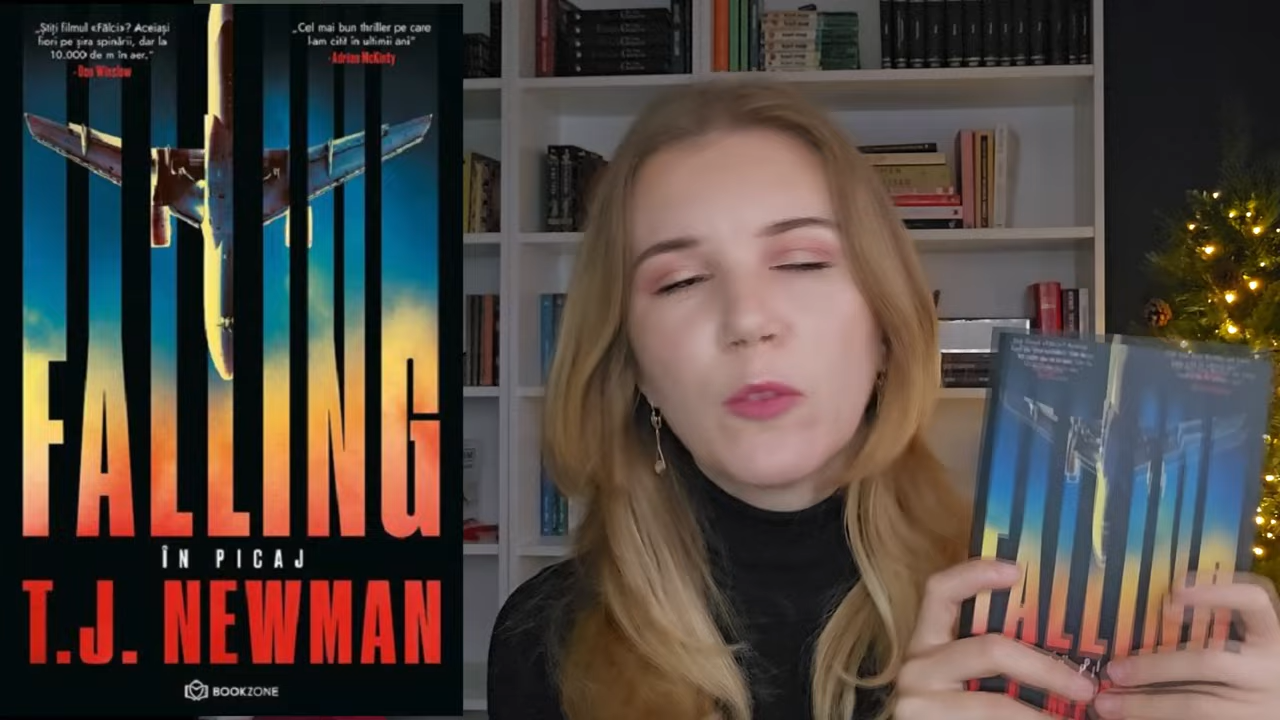 „Știți filmul «Fălci»? Aceiași
fiori pe șira spinării, dar la
10.000 de m în aer.”
-Don Winslow
„Cel mai bun thriller pe care
l-am citit în ultimii ani”
-Adrian McKinty
FALLING
ÎN PICAJ
T.J. NEWMAN
BOOKZONE
FALLING